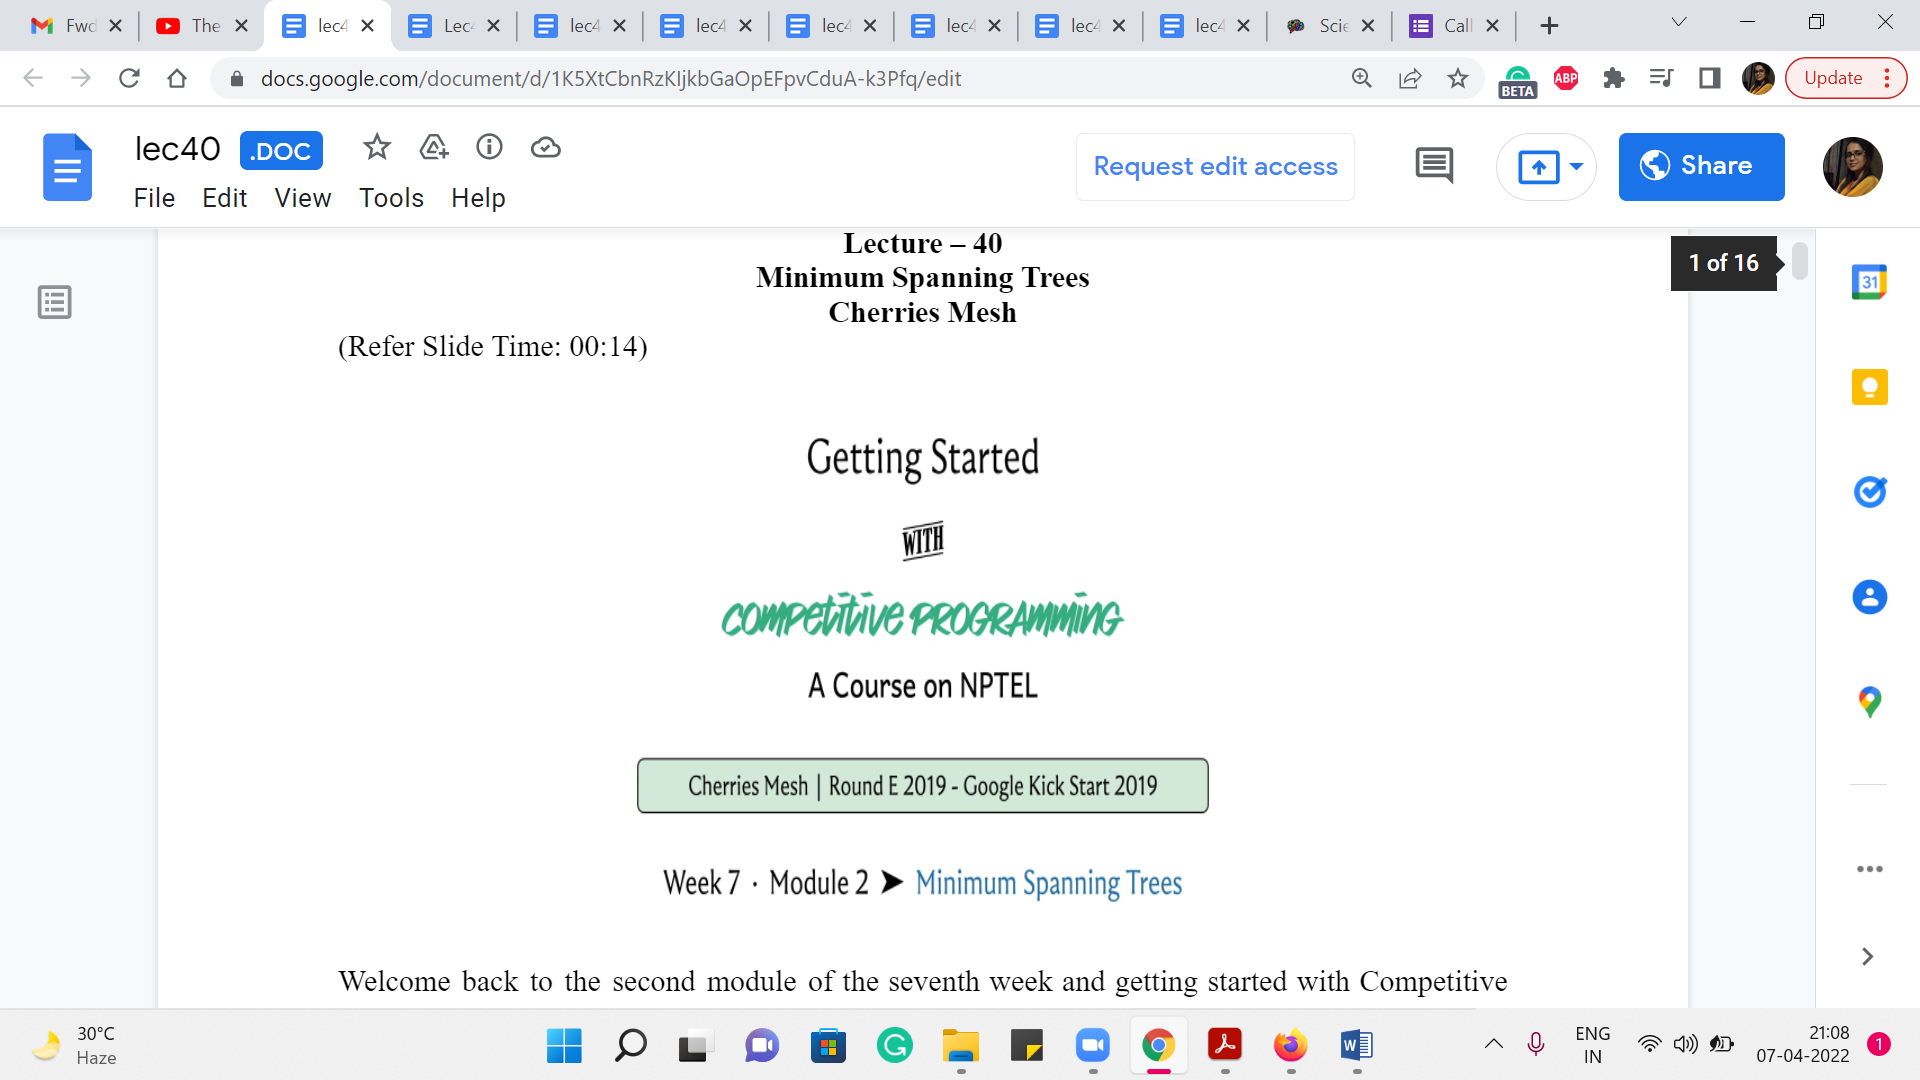 Fwd
The
lec4
Lec4
lec4
lec4
lec4
lec4
lec4
lec4
Scie
Call
docs.google.com/document/d/1K5XtCbnRzKIjkbGaOpEFpvCduA-k3Pfq/edit
BETA
ABP
Update
lec40 .DOC
File Edit View Tools Help
Request edit access
Share
1 of 16
31
Lecture – 40
Minimum Spanning Trees
Cherries Mesh
(Refer Slide Time: 00:14)
Getting Started
WITH
COMPETITIVE PROGRAMMING
A Course on NPTEL
Cherries Mesh | Round E 2019 - Google Kick Start 2019
Week 7 · Module 2 ➤ Minimum Spanning Trees
Welcome back to the second module of the seventh week and getting started with Competitive
30°C
Haze
ENG
IN
21:08
07-04-2022
1